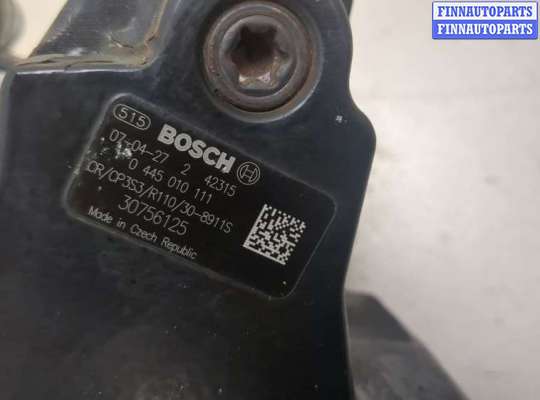 FINNAUTOPARTS
FINNAUTOPARTS
515 BOSCH
07-04-27 2 42315
0 445 010 111
CR/CP3S3/R110/30-8911S
30756125
Made in Czech Republic